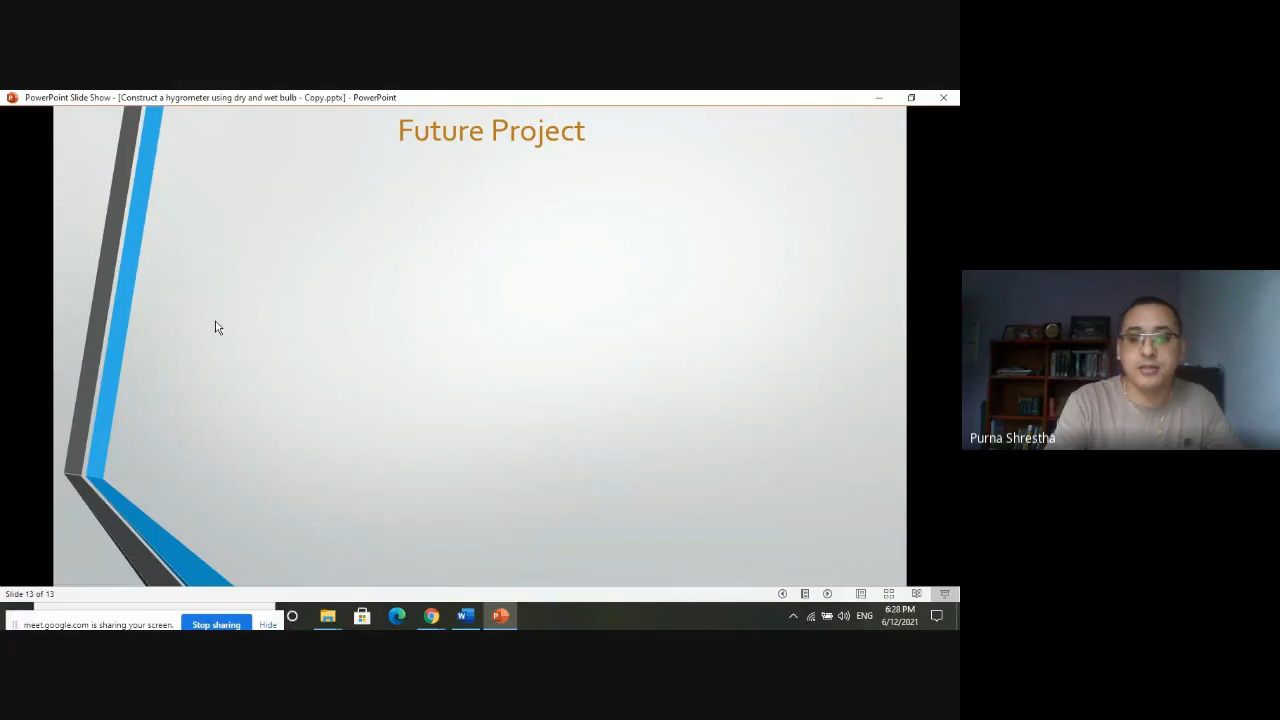 PowerPoint Slide Show - [Construct a hygrometer using dry and wet bulb - Copy.pptx] - PowerPoint
Future Project
Purna Shrestha
Slide 13 of 13
meet.google.com is sharing your screen.
Stop sharing
Hide
ENG
6:28 PM
6/12/2021